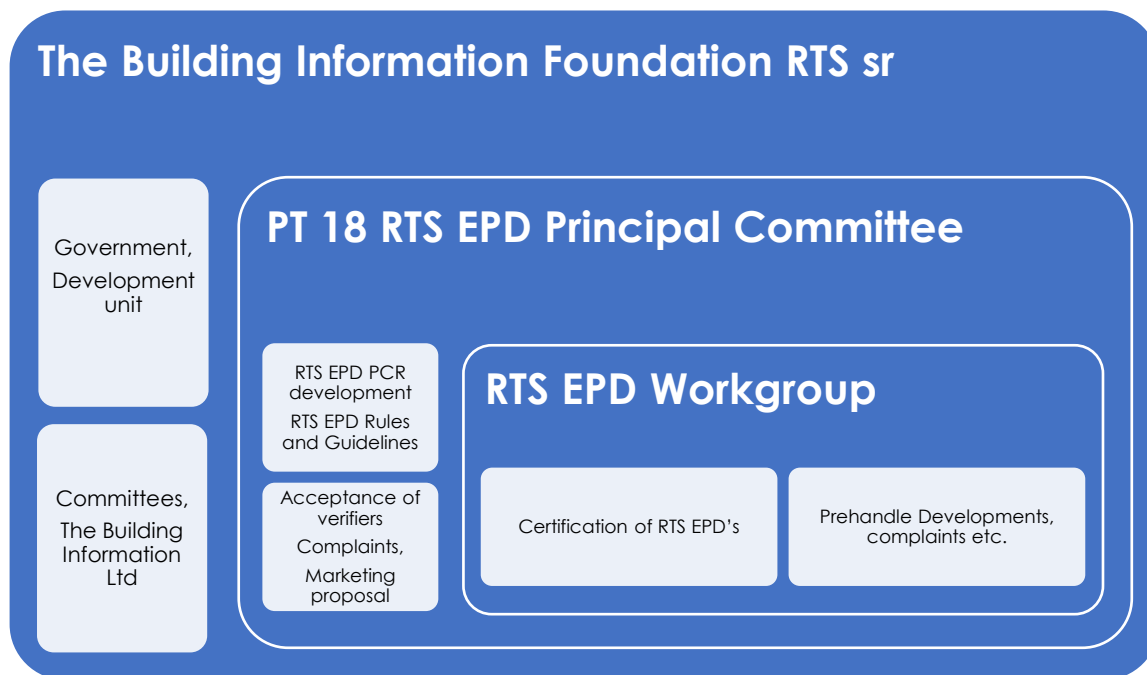 The Building Information Foundation RTS sr
Government,
Development
unit
Committees,
The Building
Information
Ltd
PT 18 RTS EPD Principal Committee
RTS EPD PCR
development
RTS EPD Rules
and Guidelines
Acceptance of
verifiers
Complaints,
Marketing
proposal
RTS EPD Workgroup
Certification of RTS EPD’s
Prehandle Developments,
complaints etc.